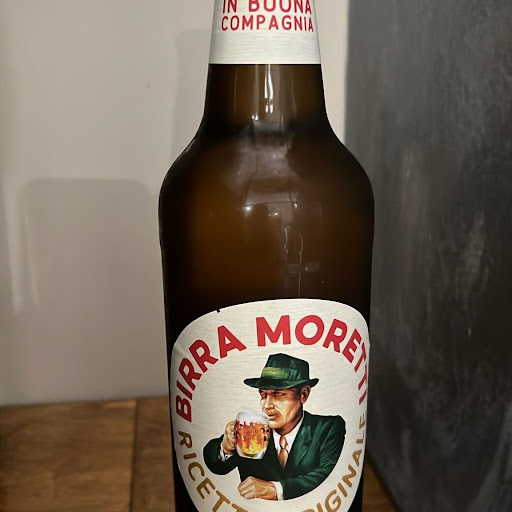 IN BUONA
COMPAGNIA
BIRRA MORETTI
RICETTA ORIGINALE